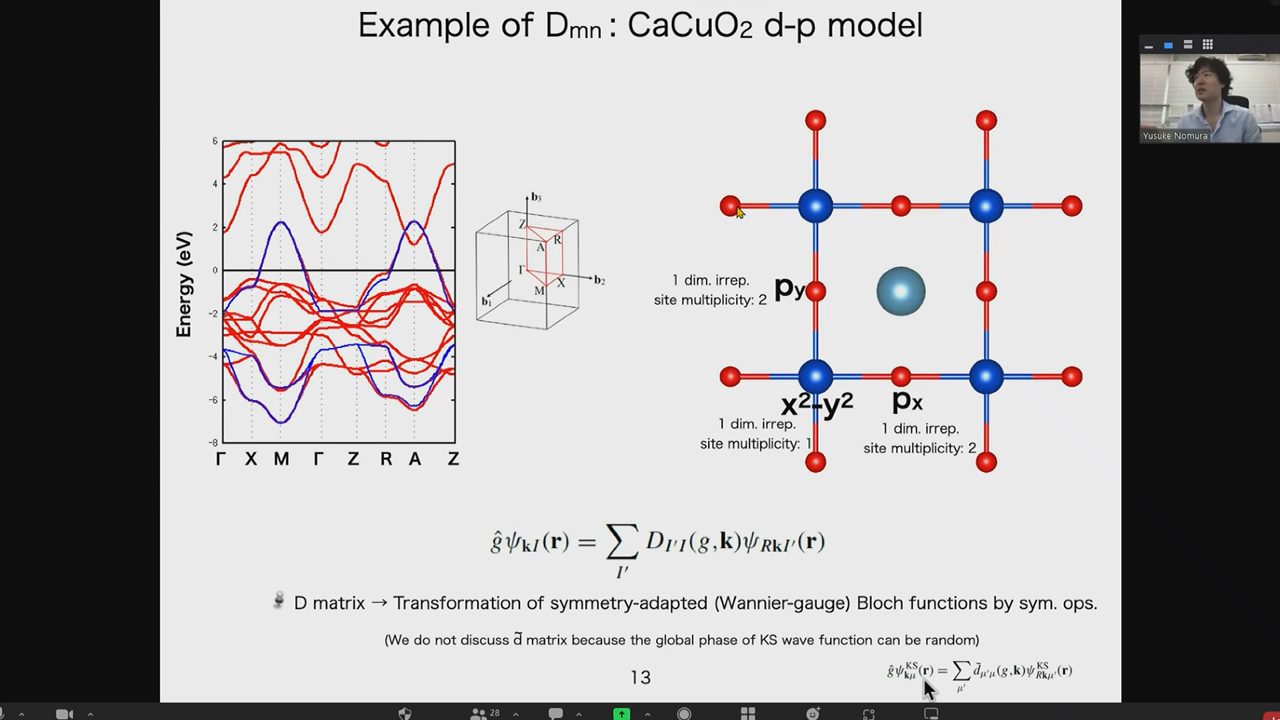 Example of Dmn : CaCuO2 d-p model
Yusuke Nomura
6
4
2
0
-2
-4
-6
-8
Energy (eV)
Γ X M Γ Z R A Z
b3
Z
R
A
Γ
X
M
b2
b1
1 dim. irrep.
site multiplicity: 2
py
x2-y2
px
1 dim. irrep.
site multiplicity: 1
1 dim. irrep.
site multiplicity: 2
ĝψkI(r) = ∑I′ DI′I(g,k)ψRkI′(r)
D matrix → Transformation of symmetry-adapted (Wannier-gauge) Bloch functions by sym. ops.
(We do not discuss d̃ matrix because the global phase of KS wave function can be random)
13
ĝψKSkμ(r) = ∑μ′ d̃μ′μ(g,k)ψKSRkμ′(r)
28